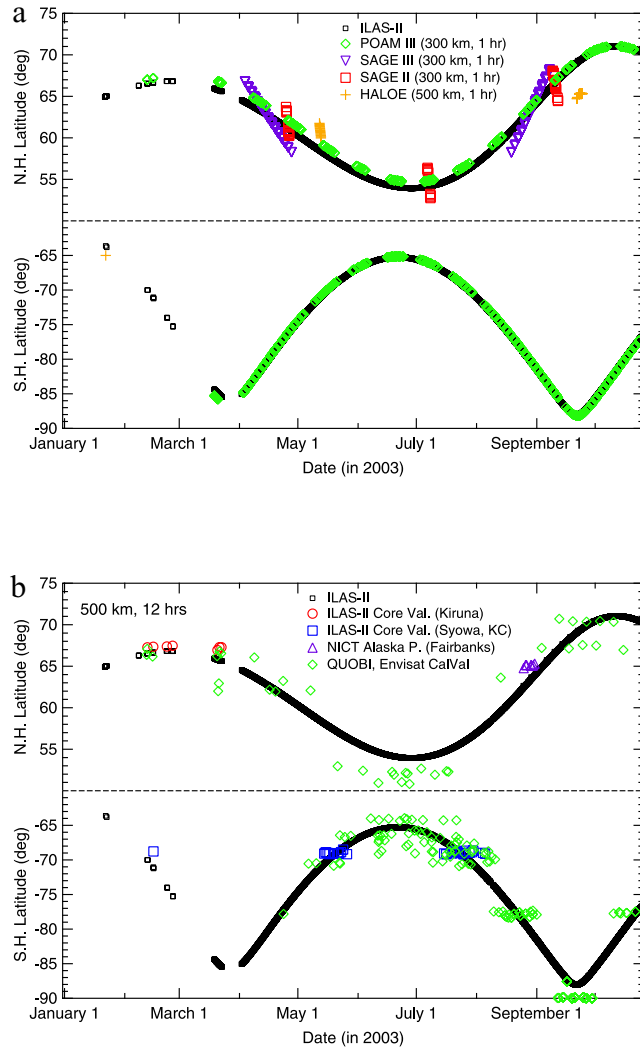 a
ILAS-II
POAM III (300 km, 1 hr)
SAGE III (300 km, 1 hr)
SAGE II (300 km, 1 hr)
HALOE (500 km, 1 hr)
75
70
65
60
55
N.H. Latitude (deg)
-65
-70
-75
-80
-85
-90
S.H. Latitude (deg)
January 1
March 1
May 1
July 1
September 1
Date (in 2003)
b
500 km, 12 hrs
ILAS-II
ILAS-II Core Val. (Kiruna)
ILAS-II Core Val. (Syowa, KC)
NICT Alaska P. (Fairbanks)
QUOBI, Envisat CalVal
75
70
65
60
55
N.H. Latitude (deg)
-65
-70
-75
-80
-85
-90
S.H. Latitude (deg)
January 1
March 1
May 1
July 1
September 1
Date (in 2003)